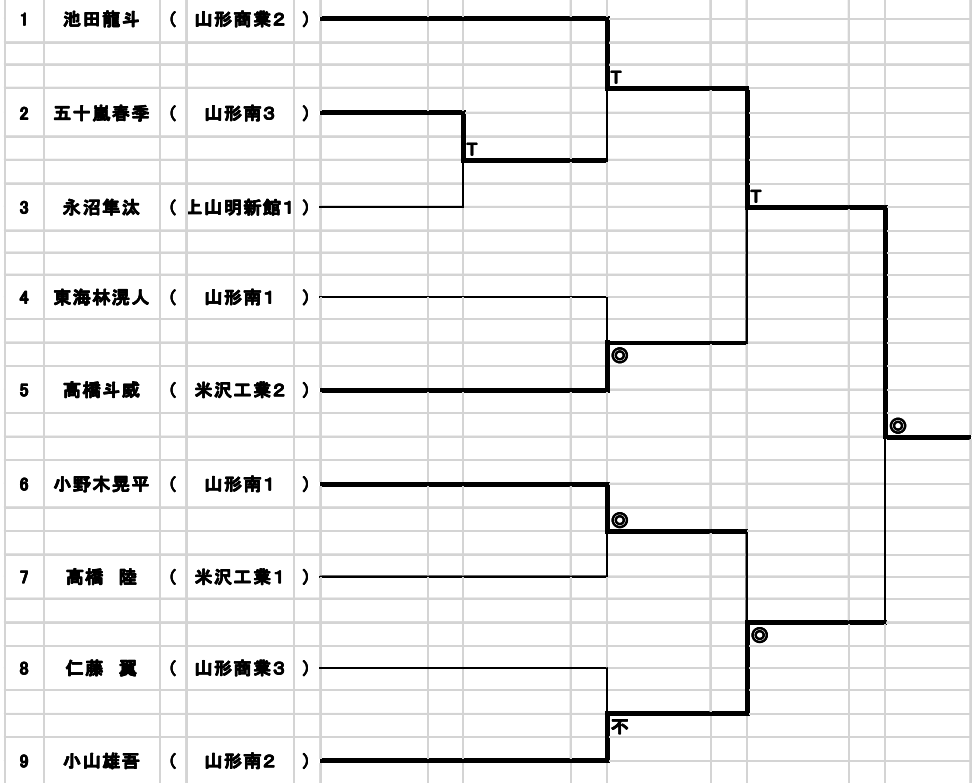 1 池田龍斗 ( 山形商業2 )
T
2 五十嵐春季 ( 山形南3 )
T
3 永沼隼汰 ( 上山明新館1 )
T
4 東海林滉人 ( 山形南1 )
◎
5 高橋斗威 ( 米沢工業2 )
◎
6 小野木晃平 ( 山形南1 )
◎
7 高橋 陸 ( 米沢工業1 )
◎
8 仁藤 翼 ( 山形商業3 )
不
9 小山雄吾 ( 山形南2 )